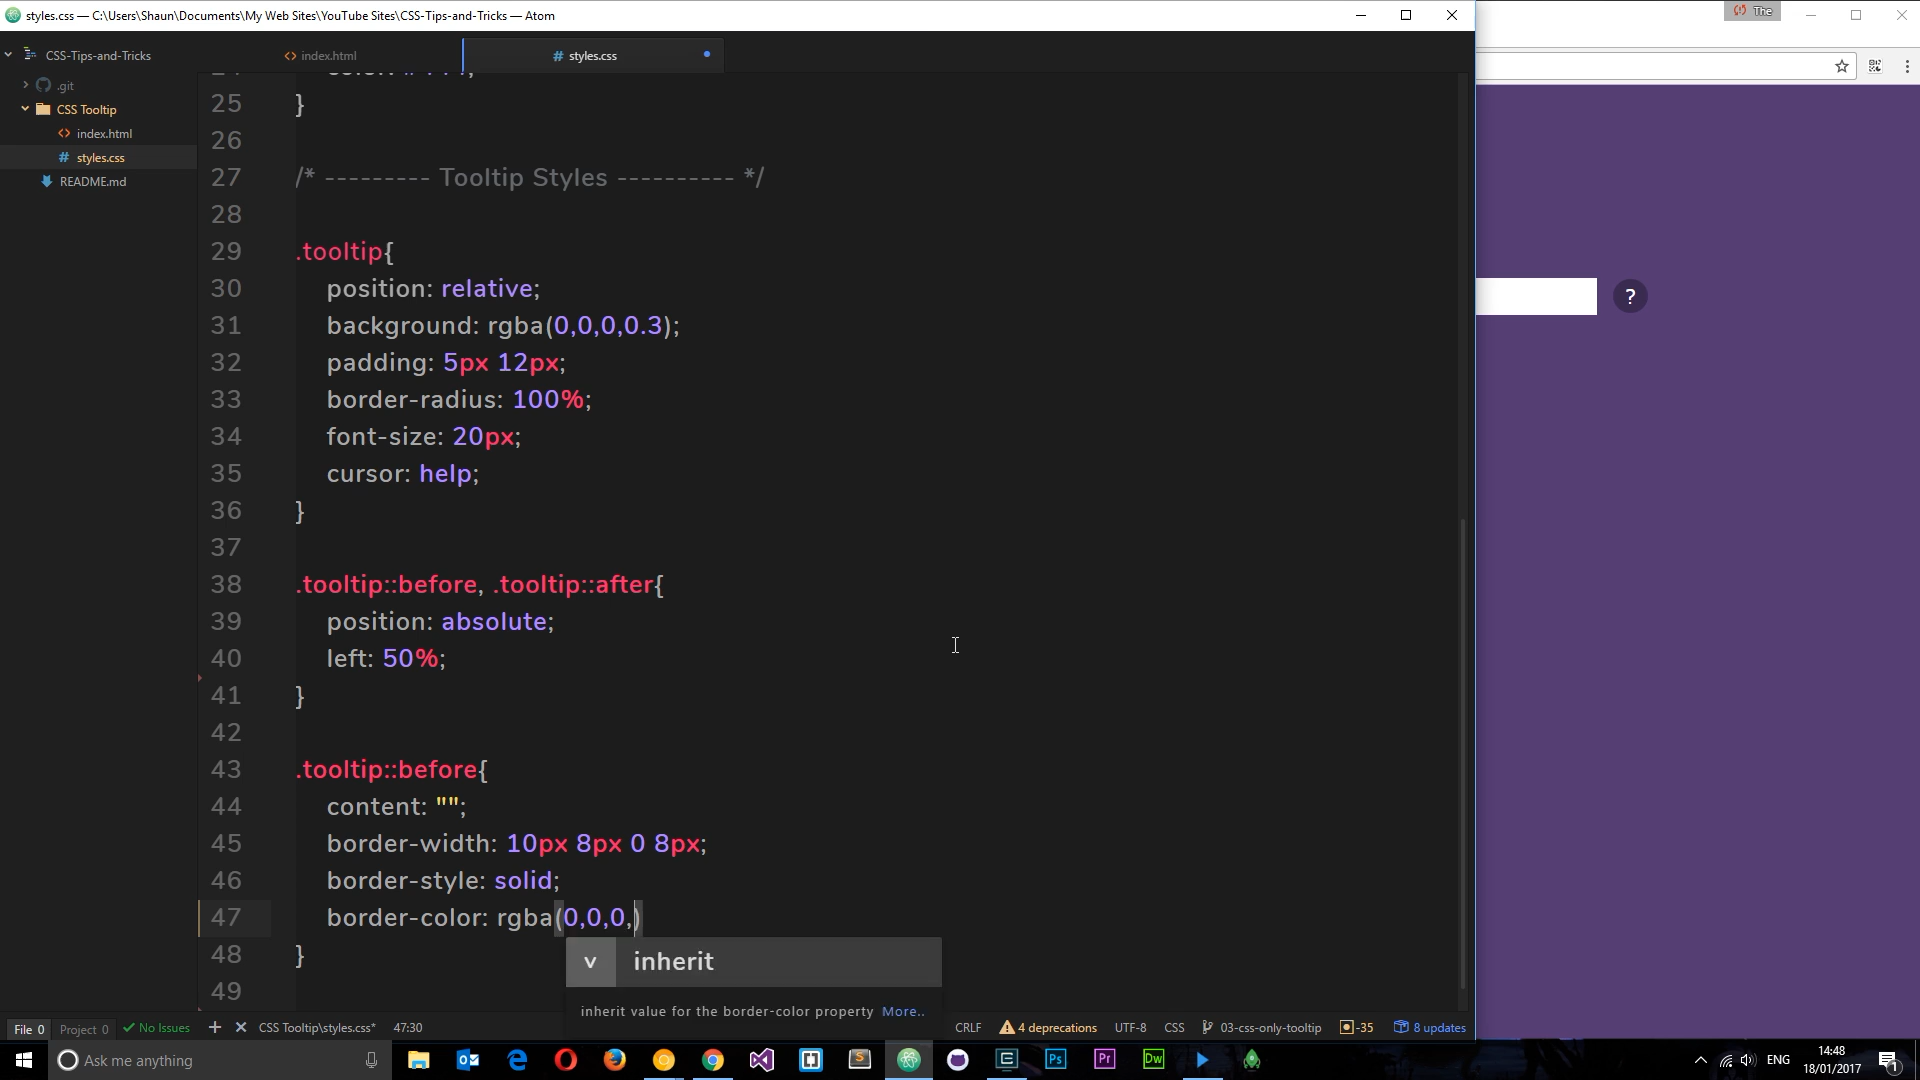 styles.css — C:\Users\Shaun\Documents\My Web Sites\YouTube Sites\CSS-Tips-and-Tricks — Atom
The
CSS-Tips-and-Tricks
<> index.html
# styles.css
.git
CSS Tooltip
<> index.html
# styles.css
README.md
25 }
26
27 /* --------- Tooltip Styles ---------- */
28
29 .tooltip{
30 position: relative;
31 background: rgba(0,0,0,0.3);
32 padding: 5px 12px;
33 border-radius: 100%;
34 font-size: 20px;
35 cursor: help;
36 }
37
38 .tooltip::before, .tooltip::after{
39 position: absolute;
40 left: 50%;
41 }
42
43 .tooltip::before{
44 content: "";
45 border-width: 10px 8px 0 8px;
46 border-style: solid;
47 border-color: rgba(0,0,0,)
48 }
49
v inherit
inherit value for the border-color property More..
?
File 0 Project 0 No Issues CSS Tooltip\styles.css* 47:30 CRLF 4 deprecations UTF-8 CSS 03-css-only-tooltip -35 8 updates
Ask me anything
ENG
14:48
18/01/2017
1
Ps
Pr
Dw